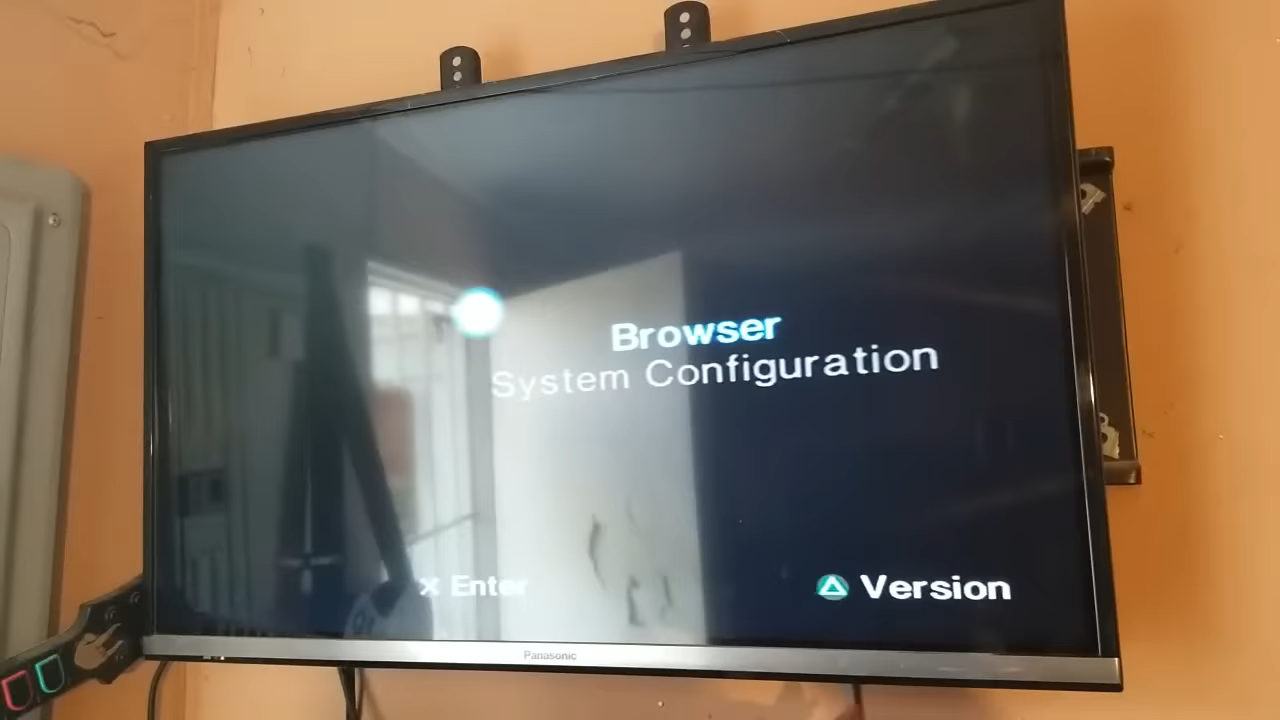 Browser
System Configuration
X Enter
Version
Panasonic